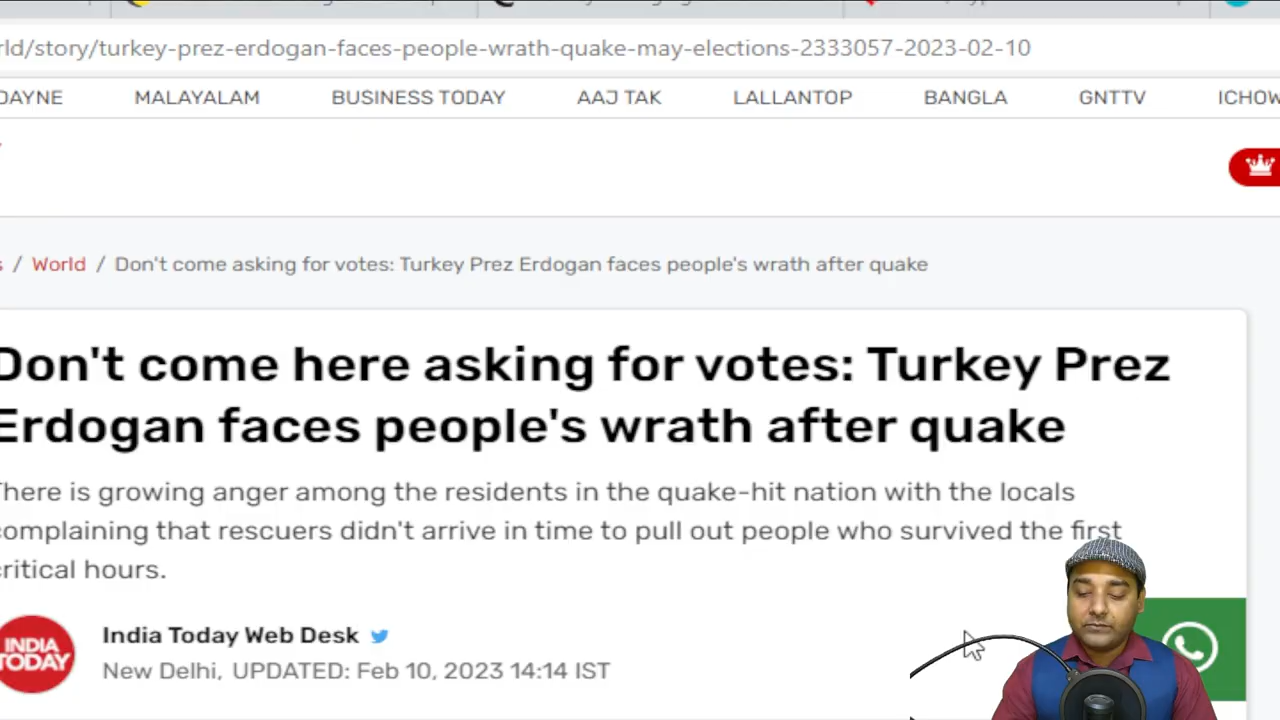 rld/story/turkey-prez-erdogan-faces-people-wrath-quake-may-elections-2333057-2023-02-10
DAYNE MALAYALAM BUSINESS TODAY AAJ TAK LALLANTOP BANGLA GNTTV ICHOW
s / World / Don't come asking for votes: Turkey Prez Erdogan faces people's wrath after quake
Don't come here asking for votes: Turkey Prez
Erdogan faces people's wrath after quake
There is growing anger among the residents in the quake-hit nation with the locals
complaining that rescuers didn't arrive in time to pull out people who survived the first
critical hours.
INDIA
TODAY
India Today Web Desk
New Delhi, UPDATED: Feb 10, 2023 14:14 IST